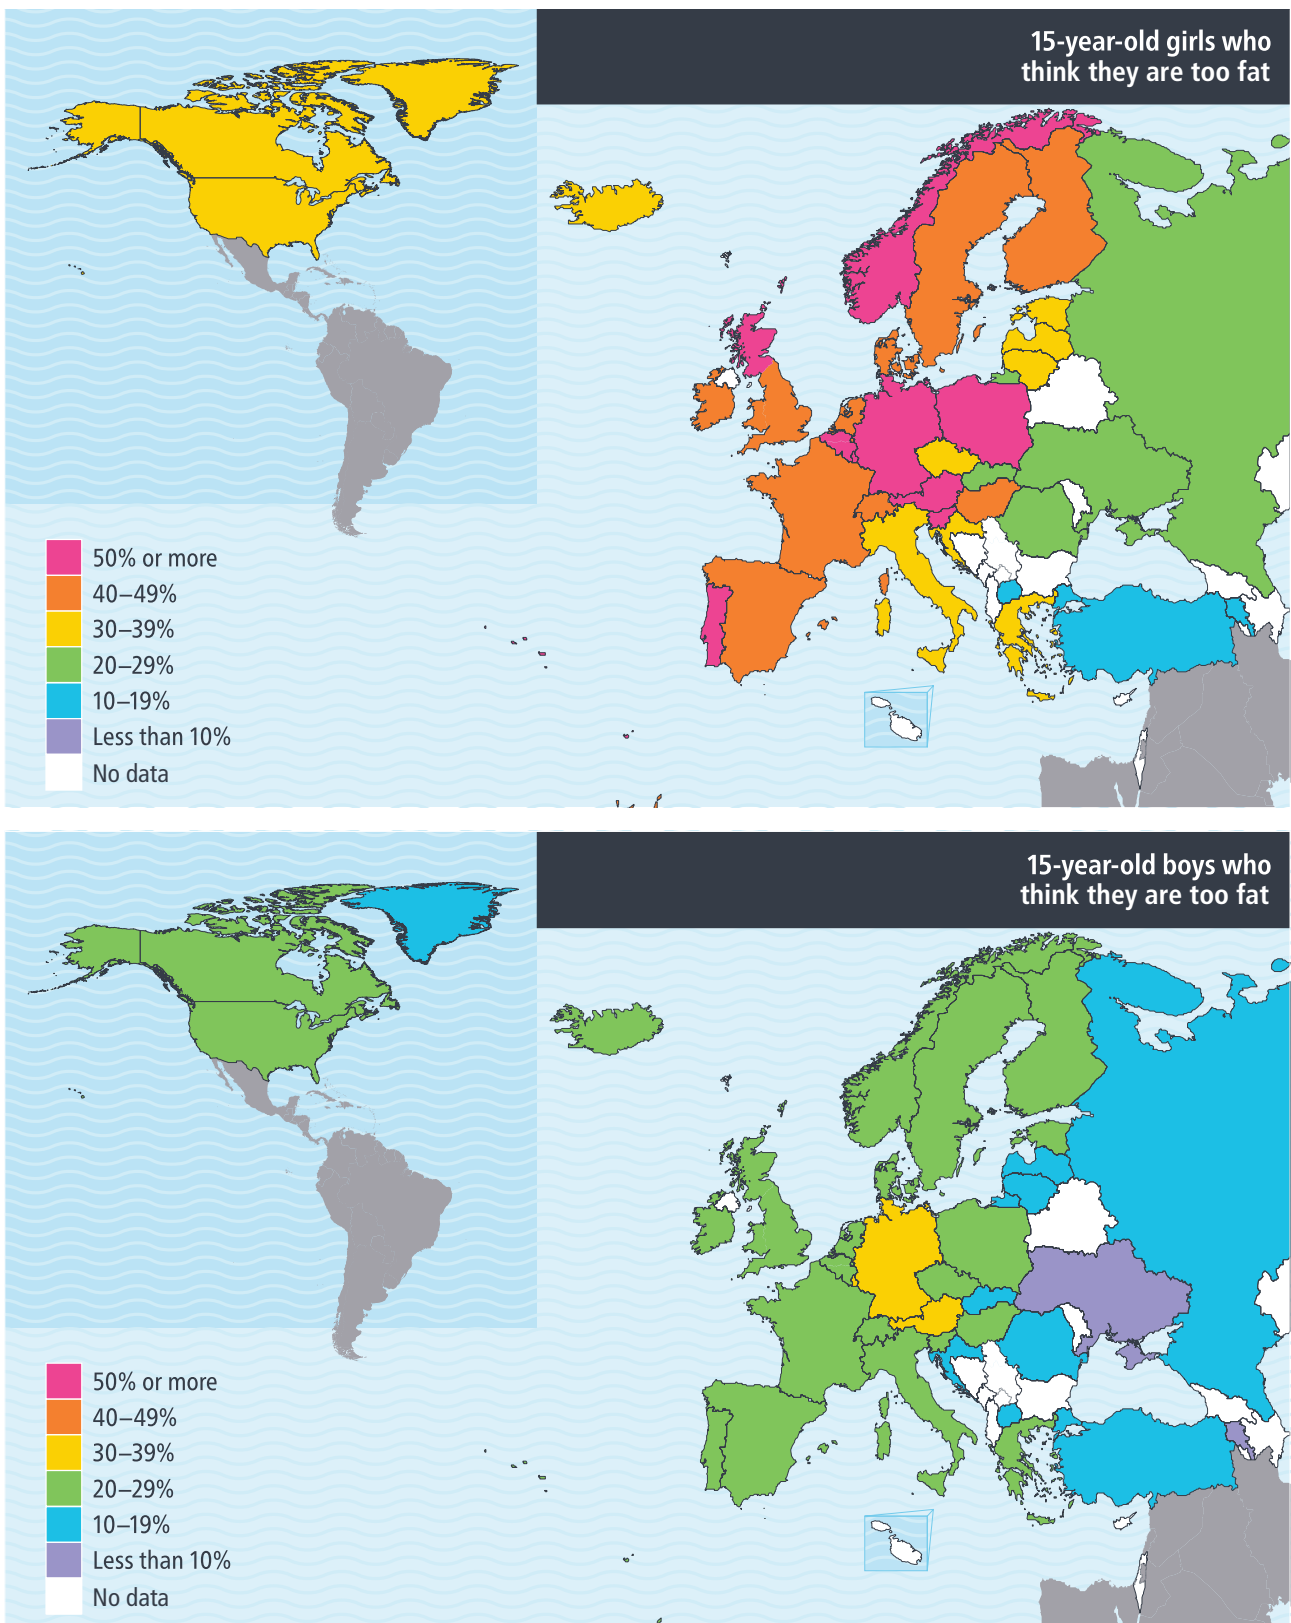 15-year-old girls who
think they are too fat
50% or more
40–49%
30–39%
20–29%
10–19%
Less than 10%
No data
15-year-old boys who
think they are too fat
50% or more
40–49%
30–39%
20–29%
10–19%
Less than 10%
No data